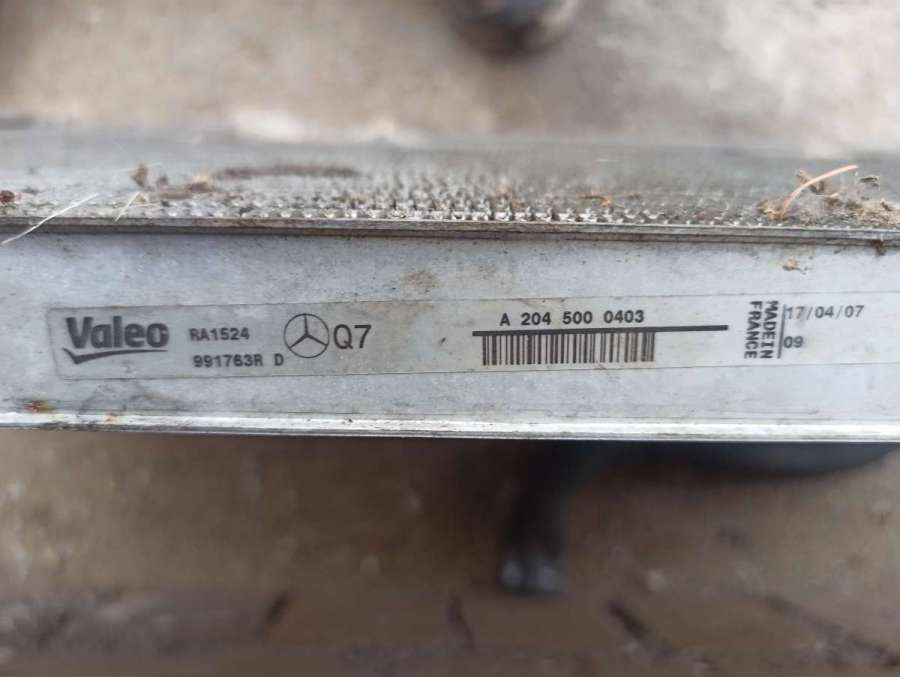 Valeo
RA1524
991763R D
Q7
A 204 500 0403
MADE IN
FRANCE
17/04/07
09